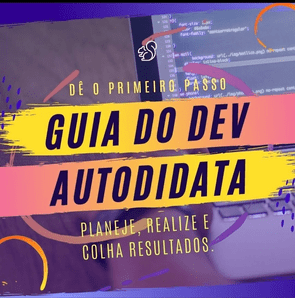 DÊ O PRIMEIRO PASSO
GUIA DO DEV
AUTODIDATA
PLANEJE, REALIZE E
COLHA RESULTADOS.